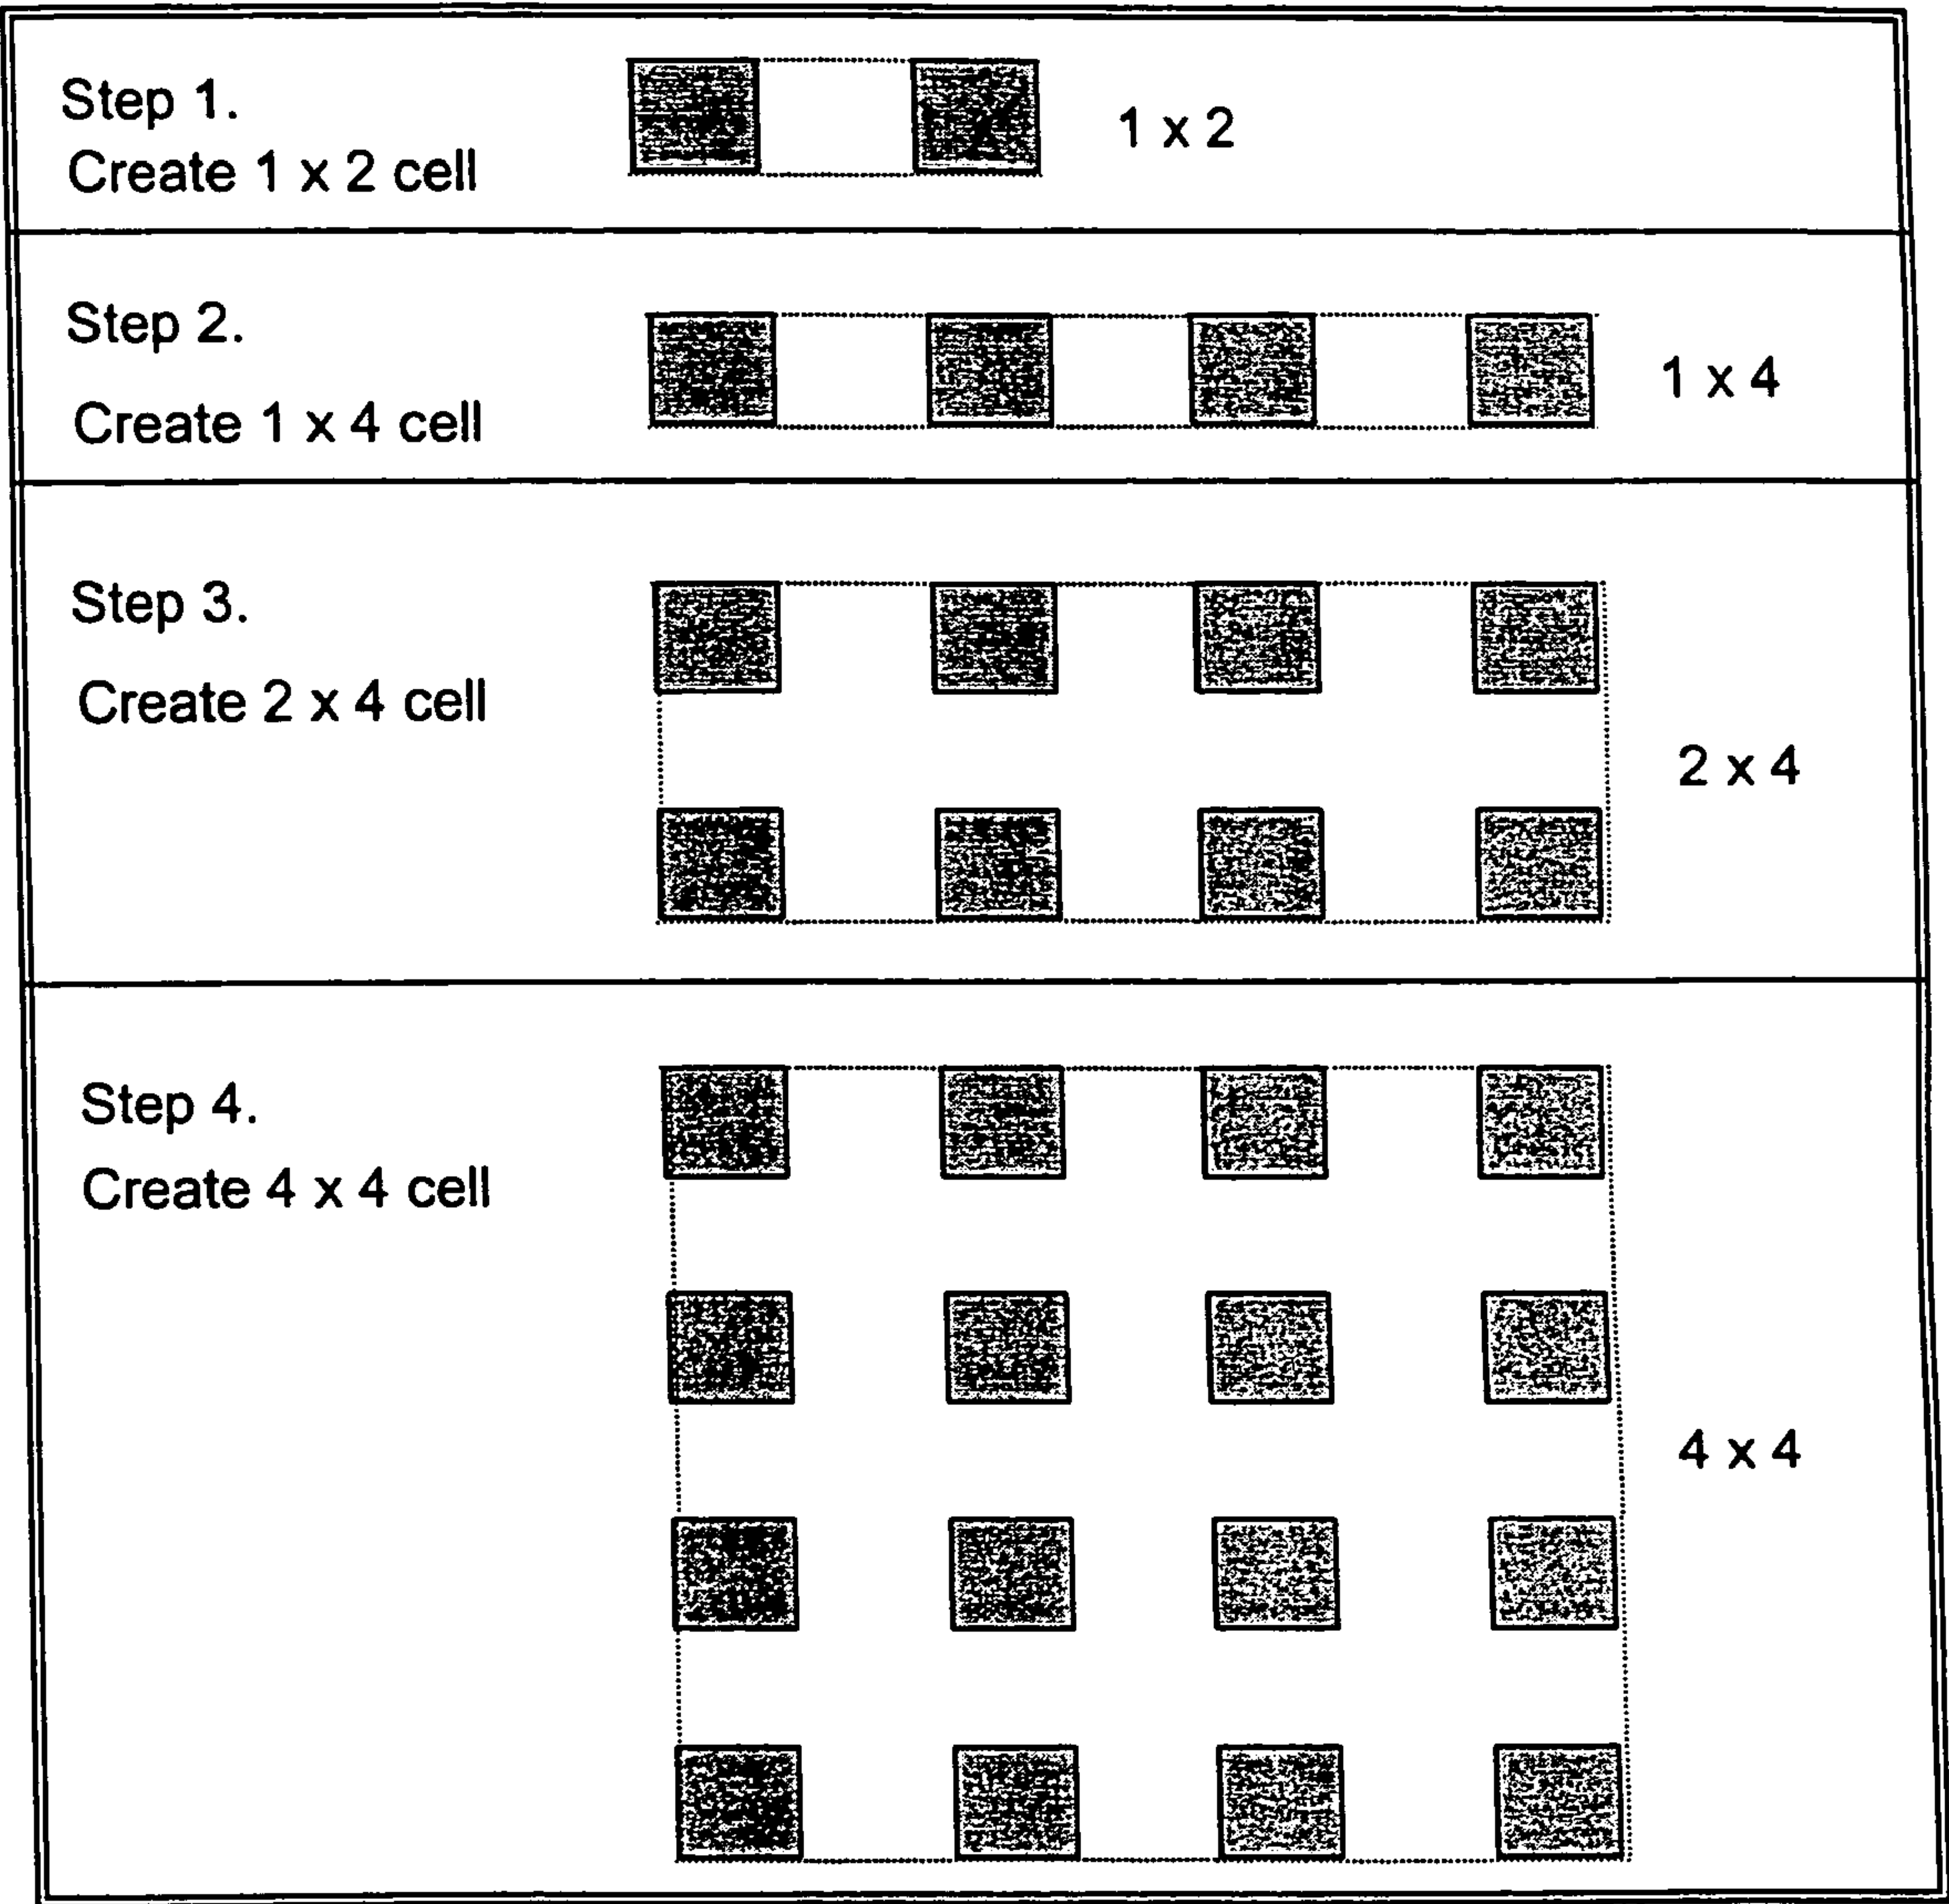 Step 1.
Create 1 x 2 cell
1 x 2
Step 2.
Create 1 x 4 cell
1 x 4
Step 3.
Create 2 x 4 cell
2 x 4
Step 4.
Create 4 x 4 cell
4 x 4